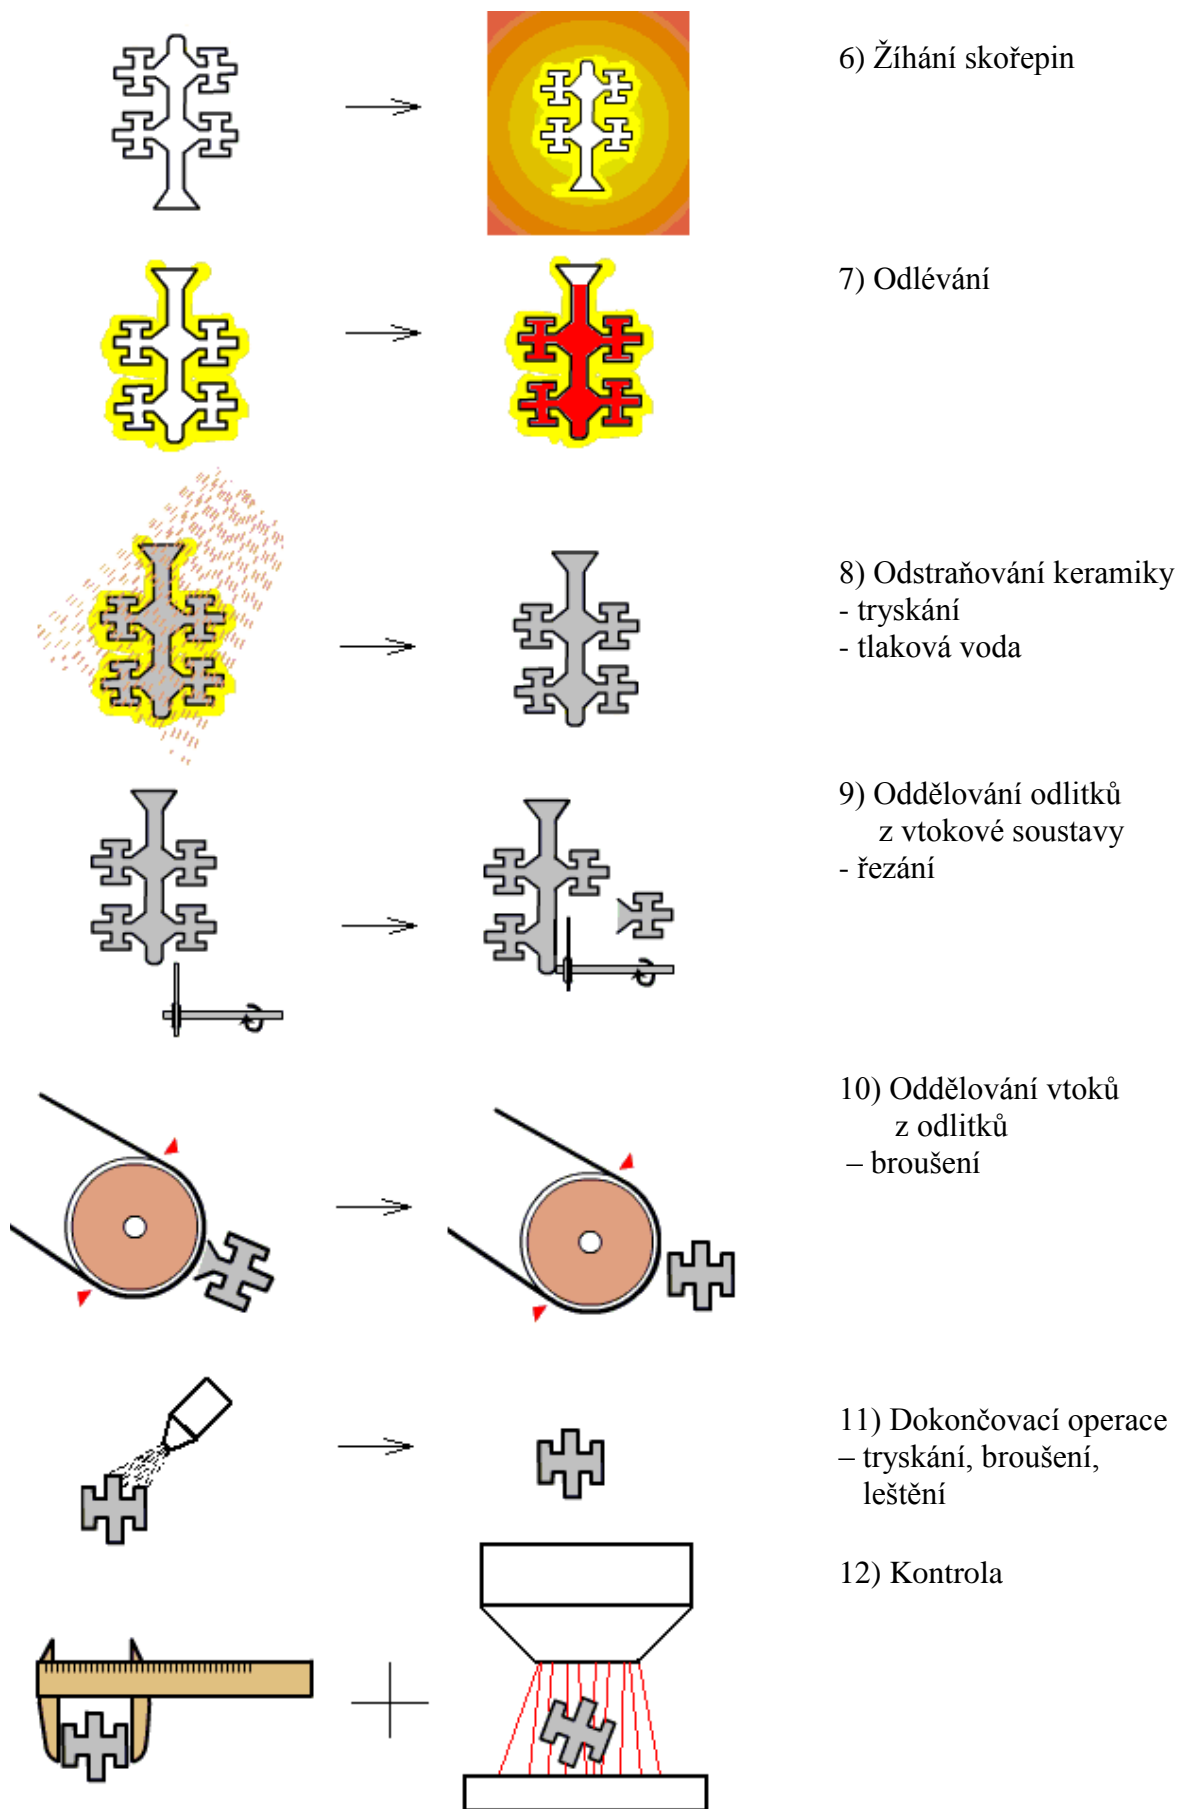 6) Žíhání skořepin
7) Odlévání
8) Odstraňování keramiky
- tryskání
- tlaková voda
9) Oddělování odlitků
z vtokové soustavy
- řezání
10) Oddělování vtoků
z odlitků
– broušení
11) Dokončovací operace
– tryskání, broušení,
leštění
12) Kontrola